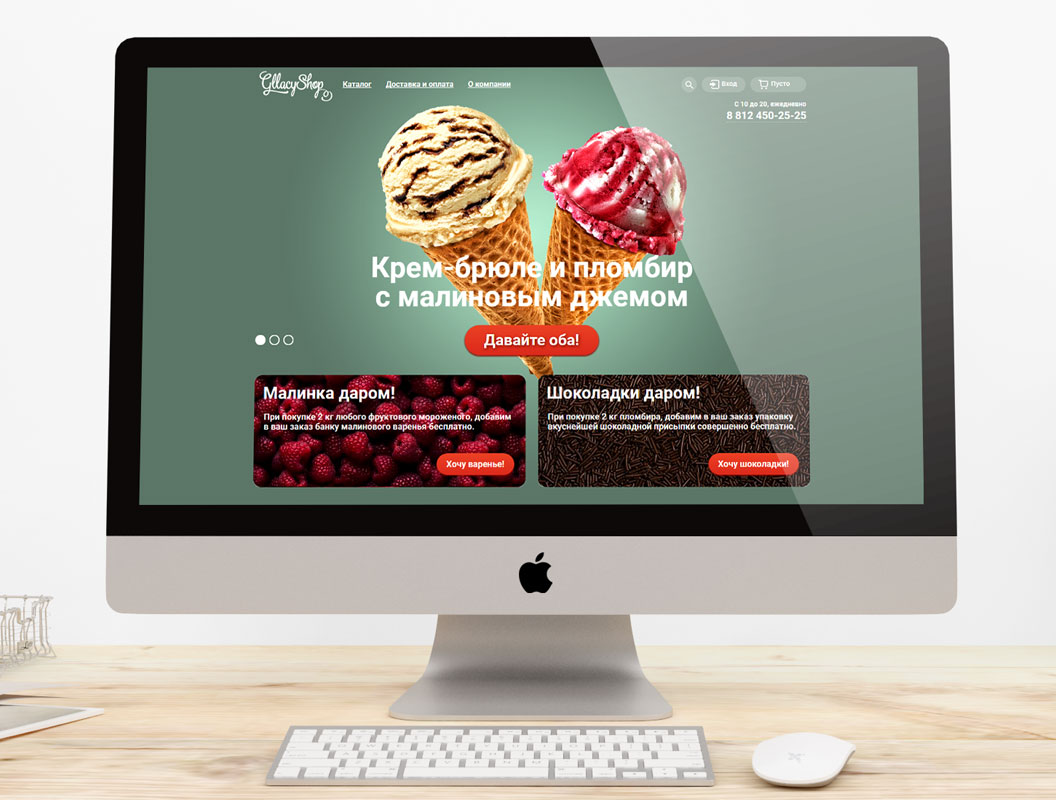 GllacyShop
Каталог Доставка и оплата О компании
Вход Пусто
С 10 до 20, ежедневно
8 812 450-25-25
Крем-брюле и пломбир
с малиновым джемом
Давайте оба!
Малинка даром!
При покупке 2 кг любого фруктового мороженого, добавим
в ваш заказ банку малинового варенья бесплатно.
Хочу варенье!
Шоколадки даром!
При покупке 2 кг пломбира, добавим в ваш заказ упаковку
вкуснейшей шоколадной присыпки совершенно бесплатно.
Хочу шоколадки!